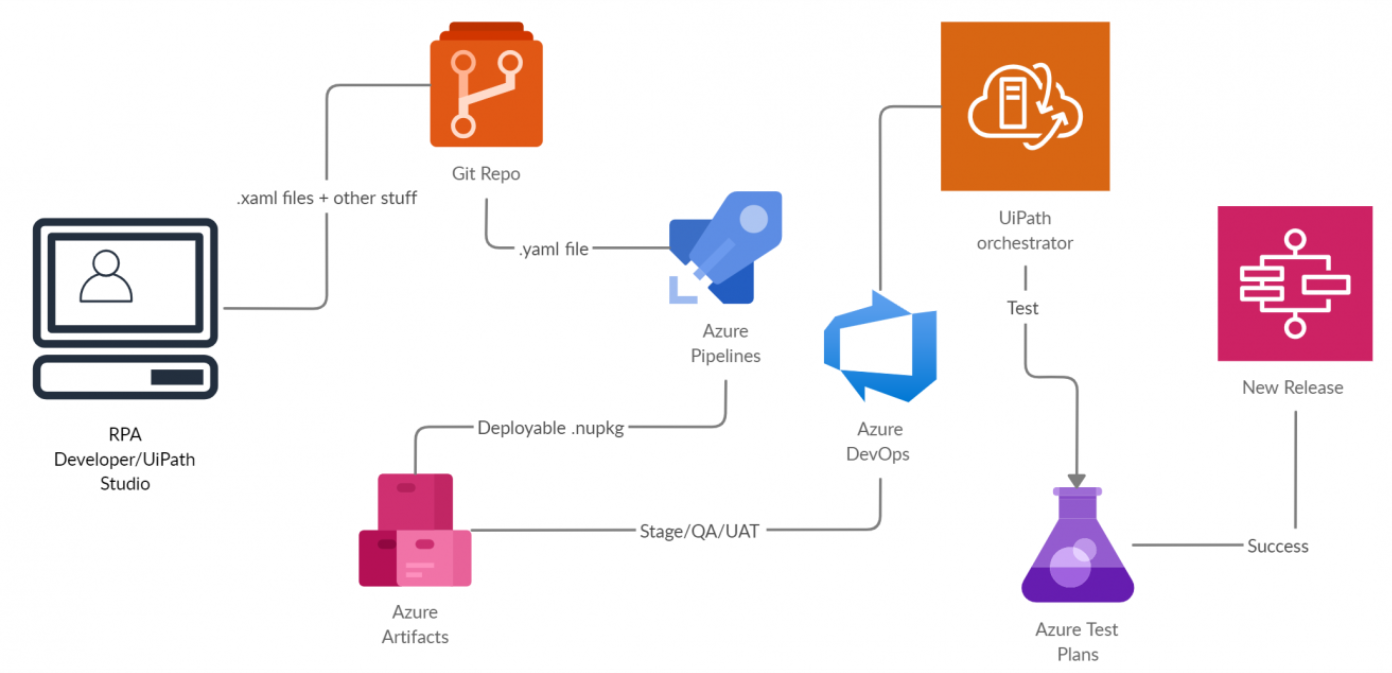 Git Repo
.xaml files + other stuff
.yaml file
UiPath
orchestrator
Test
Azure
Pipelines
New Release
RPA
Developer/UiPath
Studio
Deployable .nupkg
Azure
DevOps
Stage/QA/UAT
Success
Azure
Artifacts
Azure Test
Plans